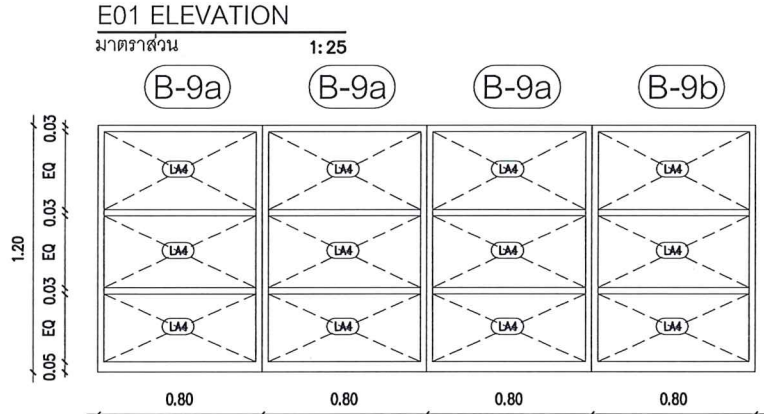 E01 ELEVATION
มาตราส่วน 1:25
B-9a B-9a B-9a B-9b
0.03
EQ LA4 LA4 LA4 LA4
0.03
1.20 EQ LA4 LA4 LA4 LA4
0.03
EQ LA4 LA4 LA4 LA4
0.05
0.80 0.80 0.80 0.80